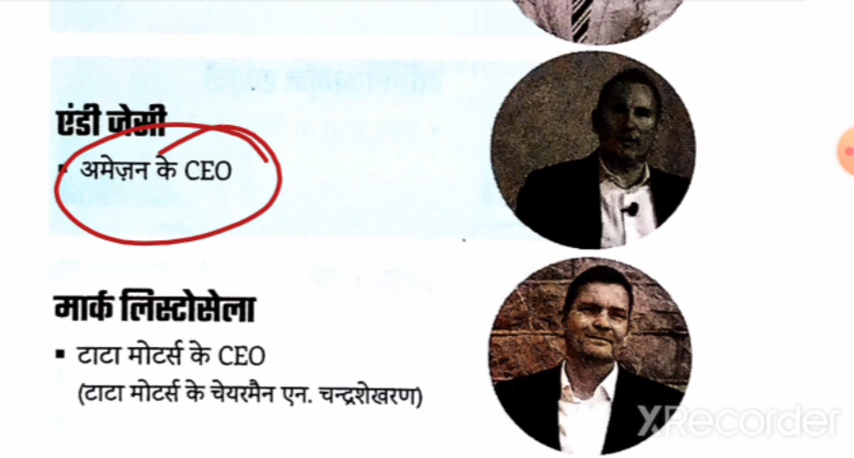 एंडी जेसी
▪ अमेज़न के CEO
मार्क लिस्टोसेला
▪ टाटा मोटर्स के CEO
(टाटा मोटर्स के चेयरमैन एन. चन्द्रशेखरण)
XRecorder